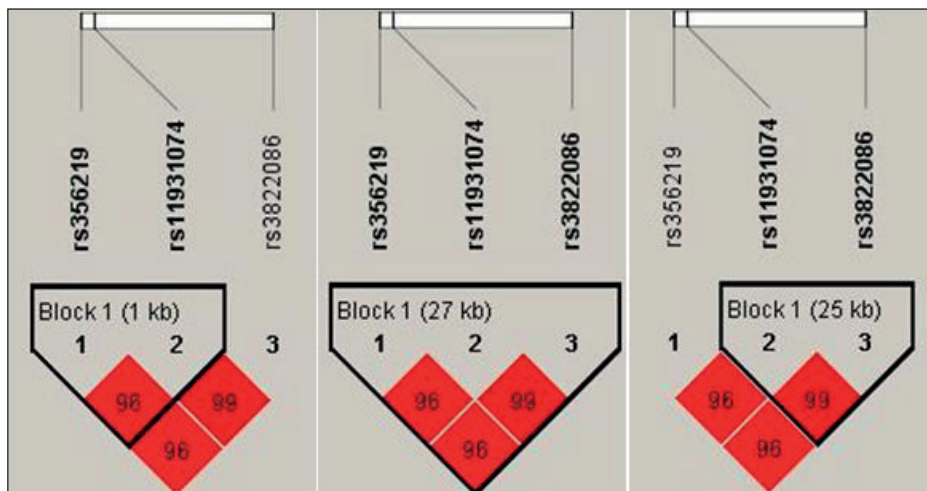 rs356219
rs11931074
rs3822086
Block 1 (1 kb)
1 2 3
96 99
96
rs356219
rs11931074
rs3822086
Block 1 (27 kb)
1 2 3
96 99
96
rs356219
rs11931074
rs3822086
Block 1 (25 kb)
1 2 3
96 99
96